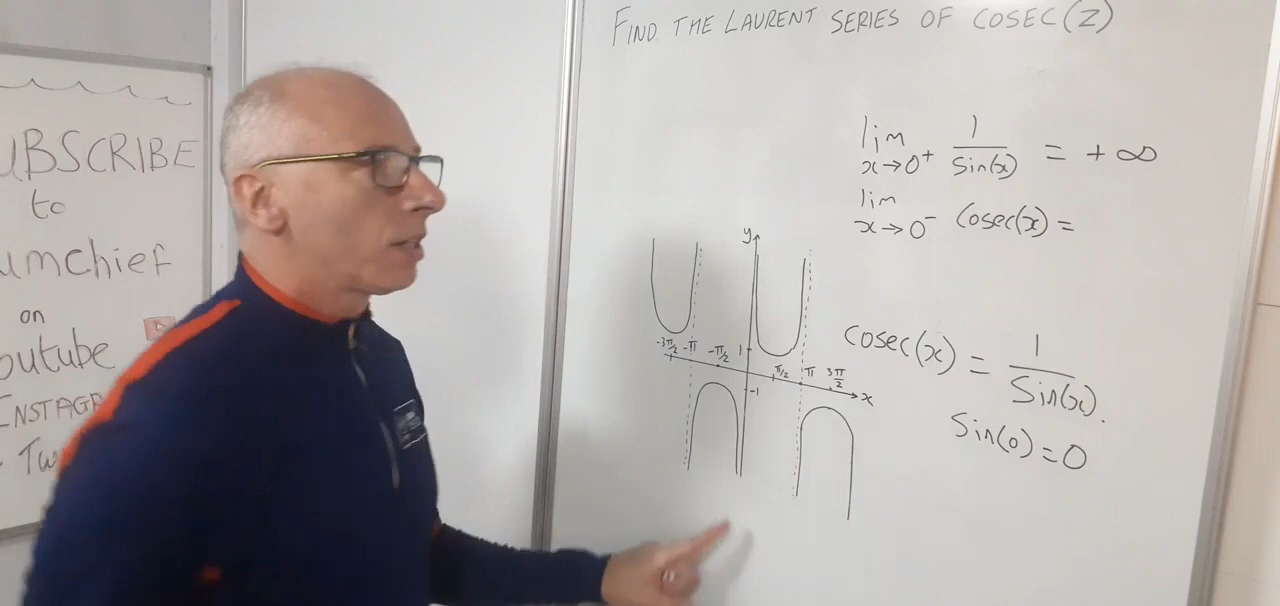 UBSCRIBE
to
umchief
on
outube
INSTAGR
Tw
FIND THE LAURENT SERIES OF COSEC(Z)
lim x→0⁺ 1/Sin(x) = +∞
lim x→0⁻ Cosec(x) =
y
1
-3π/2 -π -π/2 π/2 π 3π/2
-1
x
cosec(x) = 1/Sin(x).
Sin(0)=0